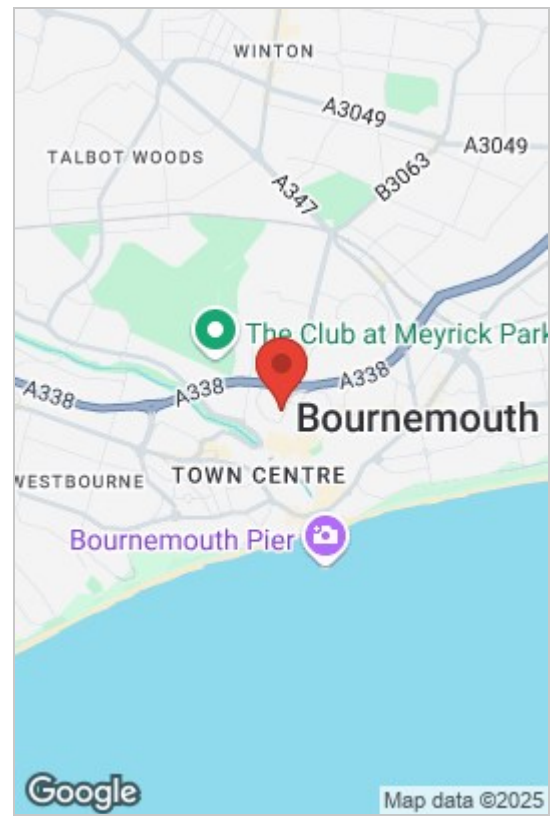 WINTON
A3049
A3049
TALBOT WOODS
B3063
A347
The Club at Meyrick Park
A338
A338
A338
Bournemouth
WESTBOURNE
TOWN CENTRE
Bournemouth Pier
Google
Map data ©2025